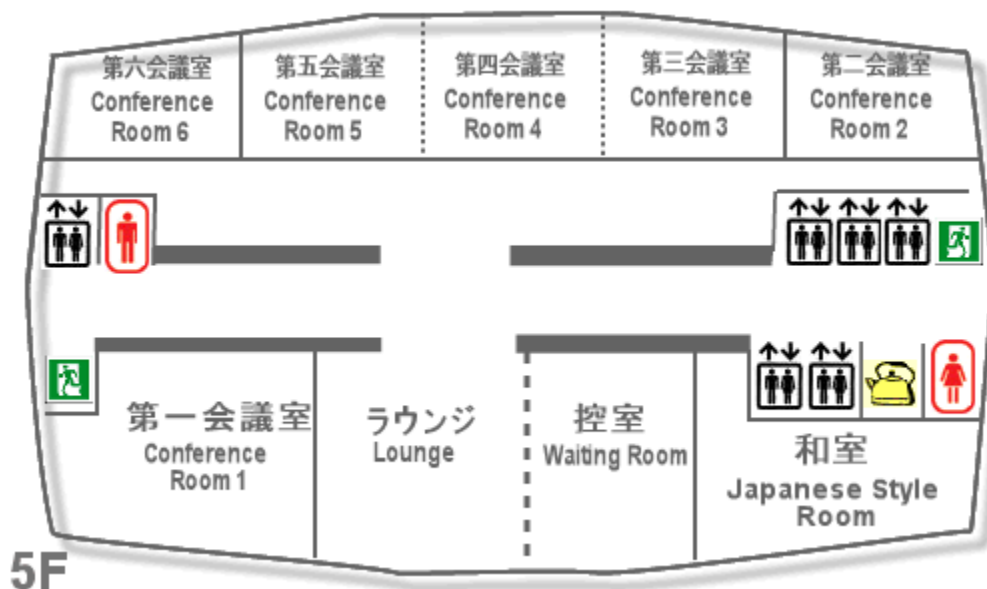 第六会議室
Conference
Room 6
第五会議室
Conference
Room 5
第四会議室
Conference
Room 4
第三会議室
Conference
Room 3
第二会議室
Conference
Room 2
第一会議室
Conference
Room 1
ラウンジ
Lounge
控室
Waiting Room
和室
Japanese Style
Room
5F